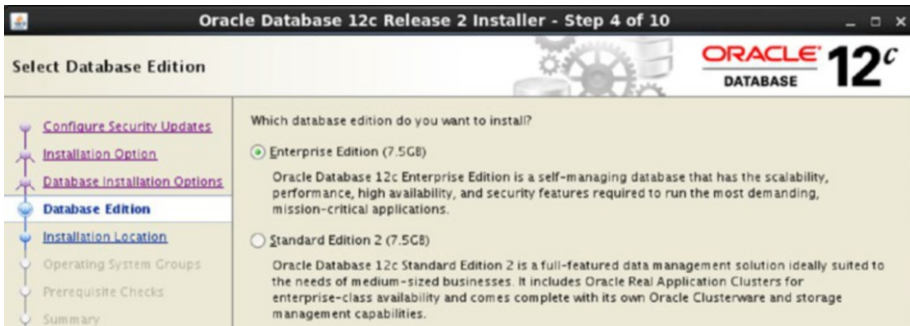 Oracle Database 12c Release 2 Installer - Step 4 of 10
Select Database Edition
ORACLE
DATABASE
12c
Configure Security Updates
Installation Option
Database Installation Options
Database Edition
Installation Location
Operating System Groups
Prerequisite Checks
Summary
Which database edition do you want to install?
Enterprise Edition (7.5GB)
Oracle Database 12c Enterprise Edition is a self-managing database that has the scalability,
performance, high availability, and security features required to run the most demanding,
mission-critical applications.
Standard Edition 2 (7.5GB)
Oracle Database 12c Standard Edition 2 is a full-featured data management solution ideally suited to
the needs of medium-sized businesses. It includes Oracle Real Application Clusters for
enterprise-class availability and comes complete with its own Oracle Clusterware and storage
management capabilities.